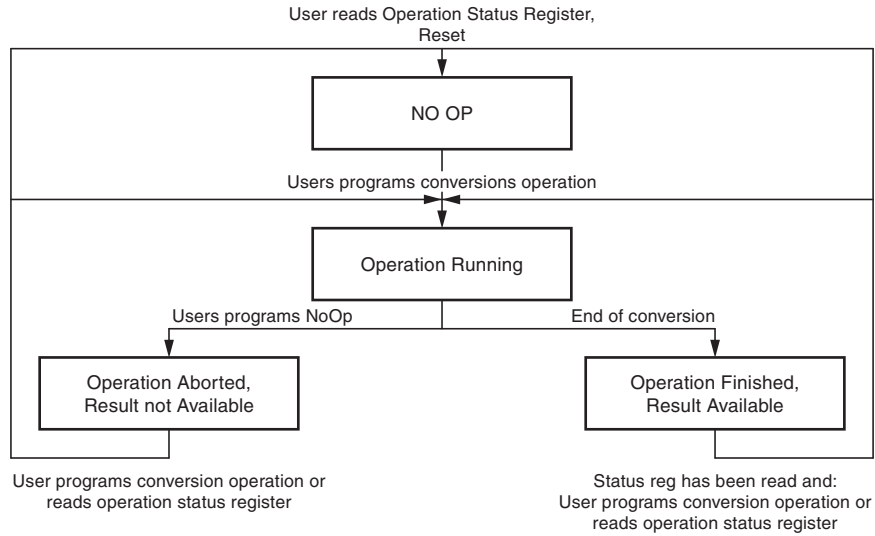 User reads Operation Status Register,
Reset
NO OP
Users programs conversions operation
Operation Running
Users programs NoOp
End of conversion
Operation Aborted,
Result not Available
Operation Finished,
Result Available
User programs conversion operation or
reads operation status register
Status reg has been read and:
User programs conversion operation or
reads operation status register